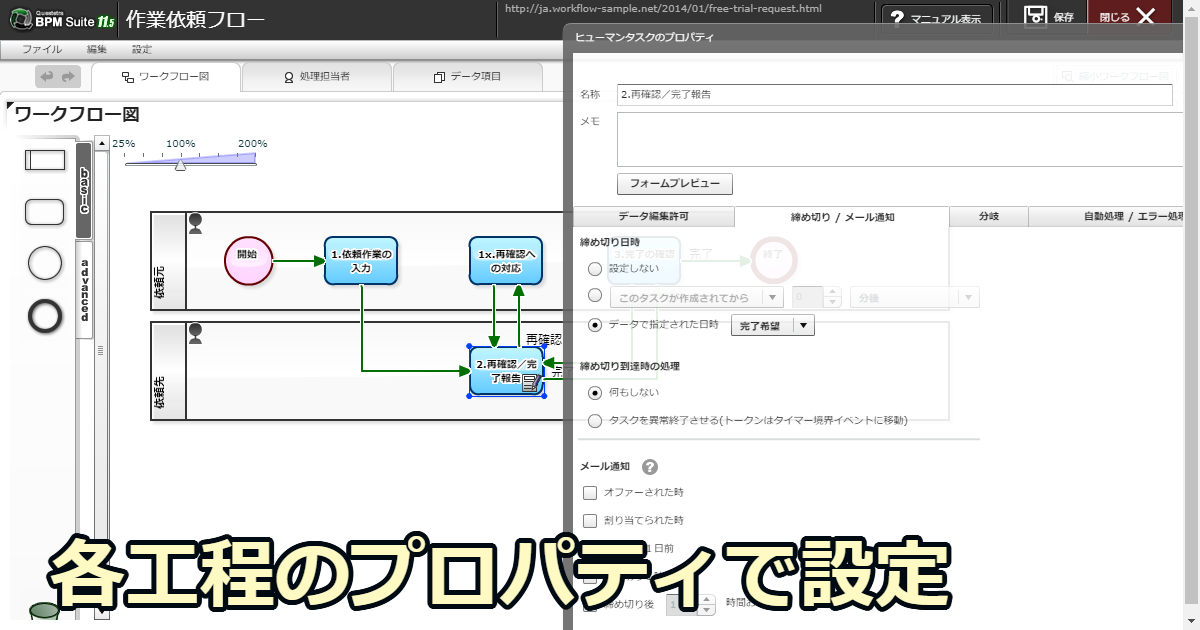 Questetra
BPM Suite 11.5
作業依頼フロー
http://ja.workflow-sample.net/2014/01/free-trial-request.html
? マニュアル表示
保存
閉じる
ファイル 編集 設定
ワークフロー図
処理担当者
データ項目
ワークフロー図
25% 100% 200%
basic
advanced
依頼元
開始
1.依頼作業の
入力
1x.再確認へ
の対応
再確認
依頼先
2.再確認／完
了報告
完
ヒューマンタスクのプロパティ
縮小ワークフロー図
名称
2.再確認／完了報告
メモ
フォームプレビュー
データ編集許可
締め切り / メール通知
分岐
自動処理 / エラー処理
締め切り日時
3.完了の確認
完了
終了
設定しない
このタスクが作成されてから
0
分後
データで指定された日時
完了希望
締め切り到達時の処理
何もしない
タスクを異常終了させる(トークンはタイマー境界イベントに移動)
メール通知 ?
オファーされた時
割り当てられた時
1日前
締め切り後
1
時間お
各工程のプロパティで設定